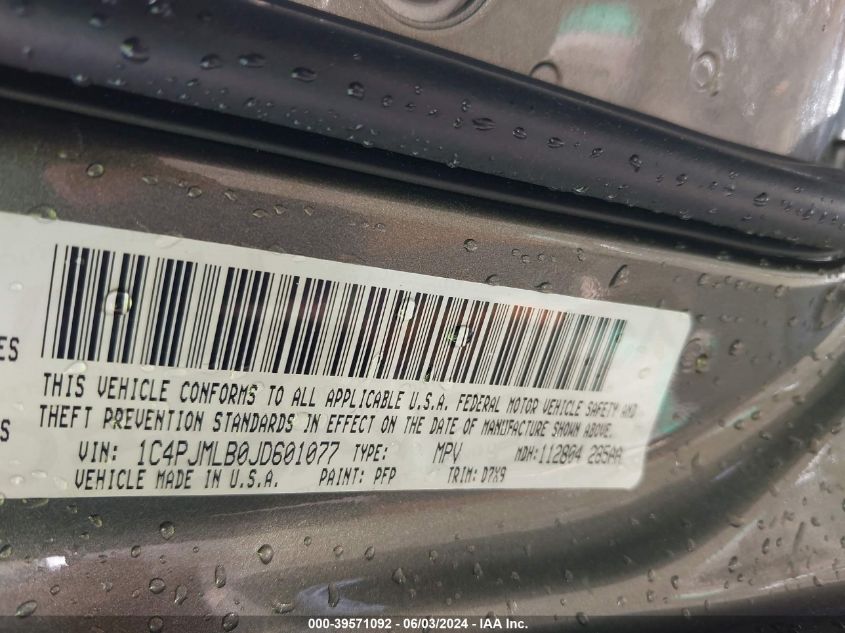 ES
THIS VEHICLE CONFORMS TO ALL APPLICABLE U.S.A. FEDERAL MOTOR VEHICLE SAFETY AND
S
THEFT PREVENTION STANDARDS IN EFFECT ON THE DATE OF MANUFACTURE SHOWN ABOVE.
VIN: 1C4PJMLB0JD601077 TYPE: MPV MDH: 112804 285AA
VEHICLE MADE IN U.S.A. PAINT: PFP TRIM: D7X9
000-39571092 - 06/03/2024 - IAA Inc.